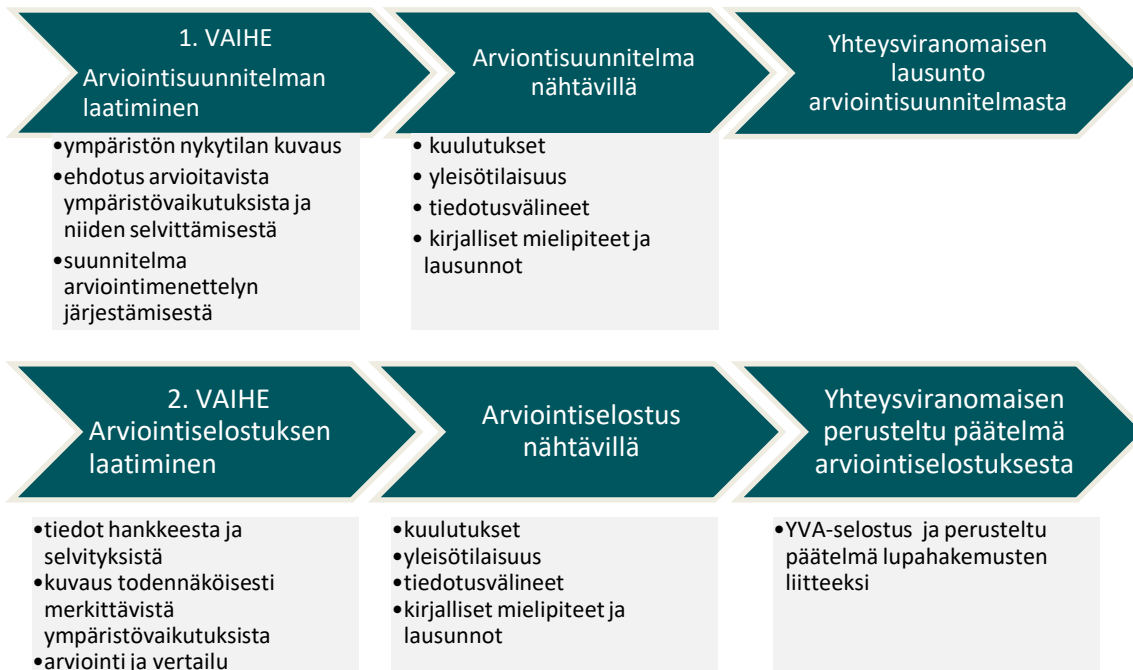 1. VAIHE
Arviointisuunnitelman
laatiminen
Arviontisuunnitelma
nähtävillä
Yhteysviranomaisen
lausunto
arviointisuunnitelmasta
•ympäristön nykytilan kuvaus
•ehdotus arvioitavista
ympäristövaikutuksista ja
niiden selvittämisestä
•suunnitelma
arviointimenettelyn
järjestämisestä
• kuulutukset
• yleisötilaisuus
• tiedotusvälineet
• kirjalliset mielipiteet ja
lausunnot
2. VAIHE
Arviointiselostuksen
laatiminen
Arviointiselostus
nähtävillä
Yhteysviranomaisen
perusteltu päätelmä
arviointiselostuksesta
•tiedot hankkeesta ja
selvityksistä
•kuvaus todennäköisesti
merkittävistä
ympäristövaikutuksista
•arviointi ja vertailu
•kuulutukset
•yleisötilaisuus
•tiedotusvälineet
•kirjalliset mielipiteet ja
lausunnot
•YVA-selostus ja perusteltu
päätelmä lupahakemusten
liitteeksi